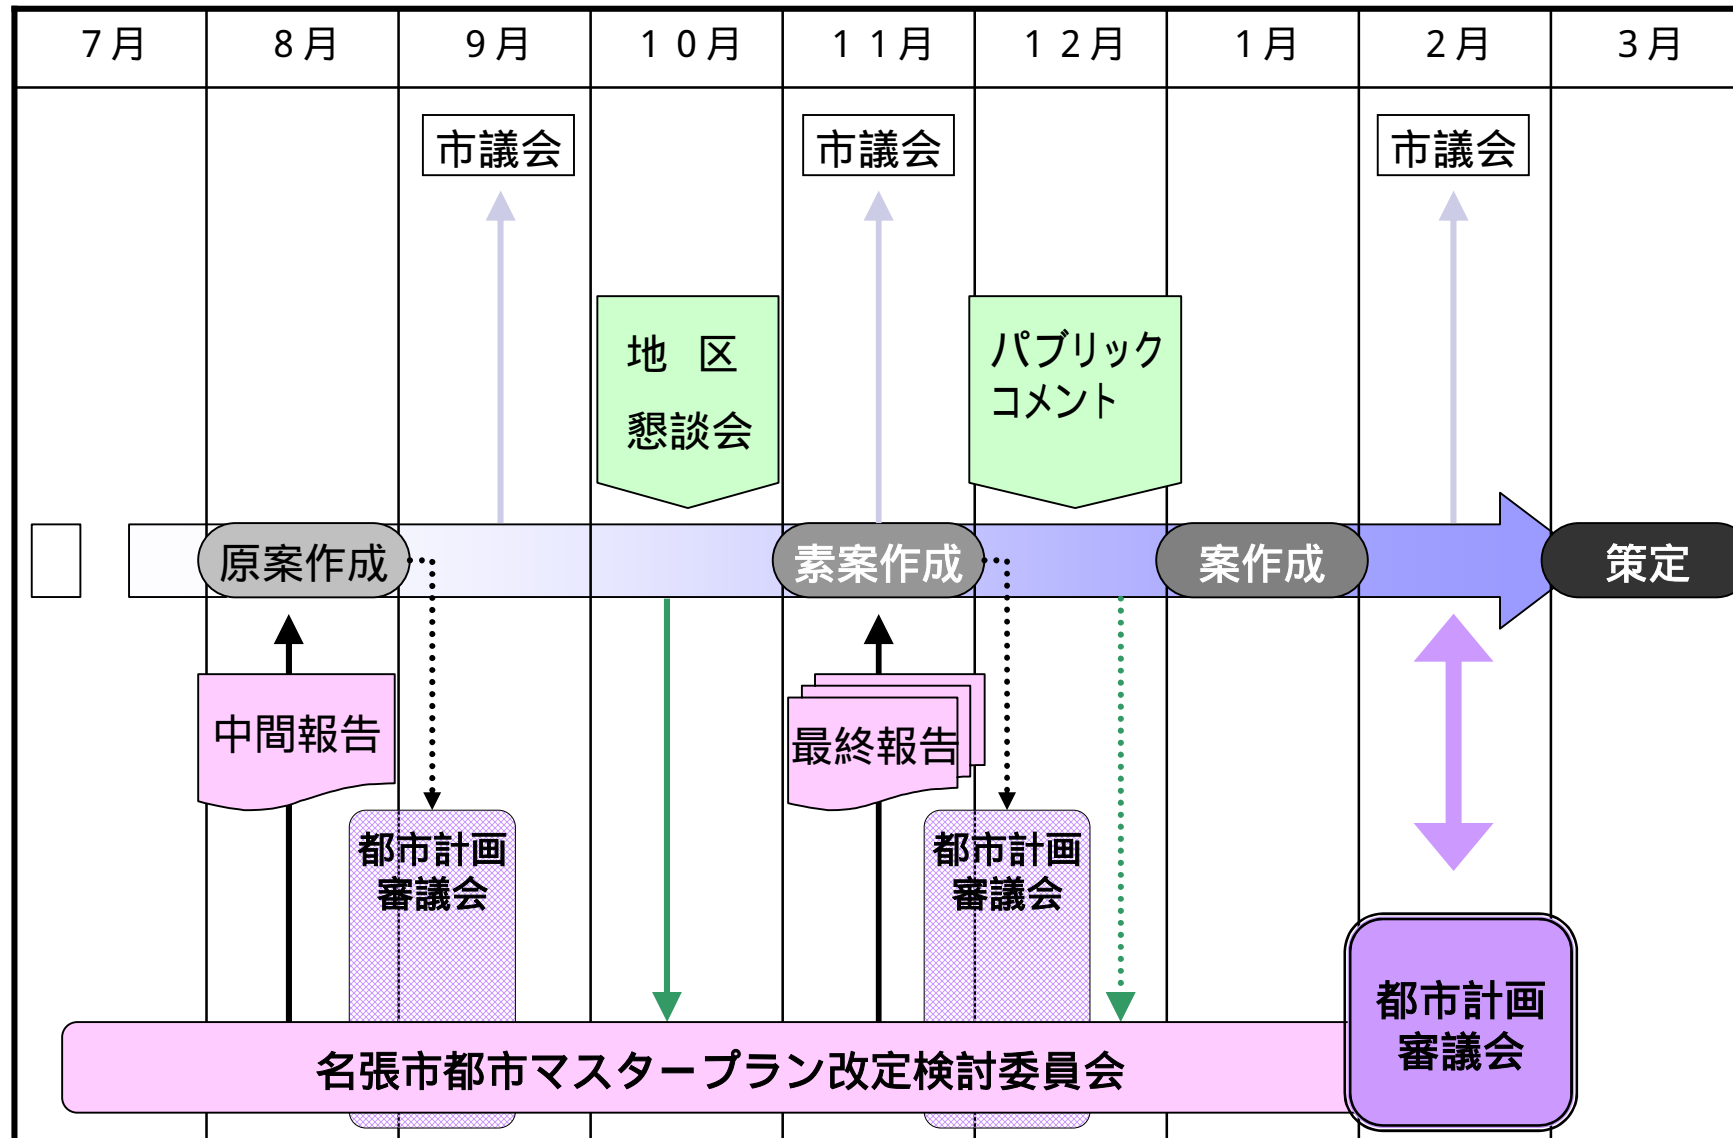 7月
8月
9月
10月
11月
12月
1月
2月
3月
市議会
市議会
市議会
地 区
懇談会
パブリック
コメント
原案作成
素案作成
案作成
策定
中間報告
最終報告
都市計画
審議会
都市計画
審議会
都市計画
審議会
名張市都市マスタープラン改定検討委員会